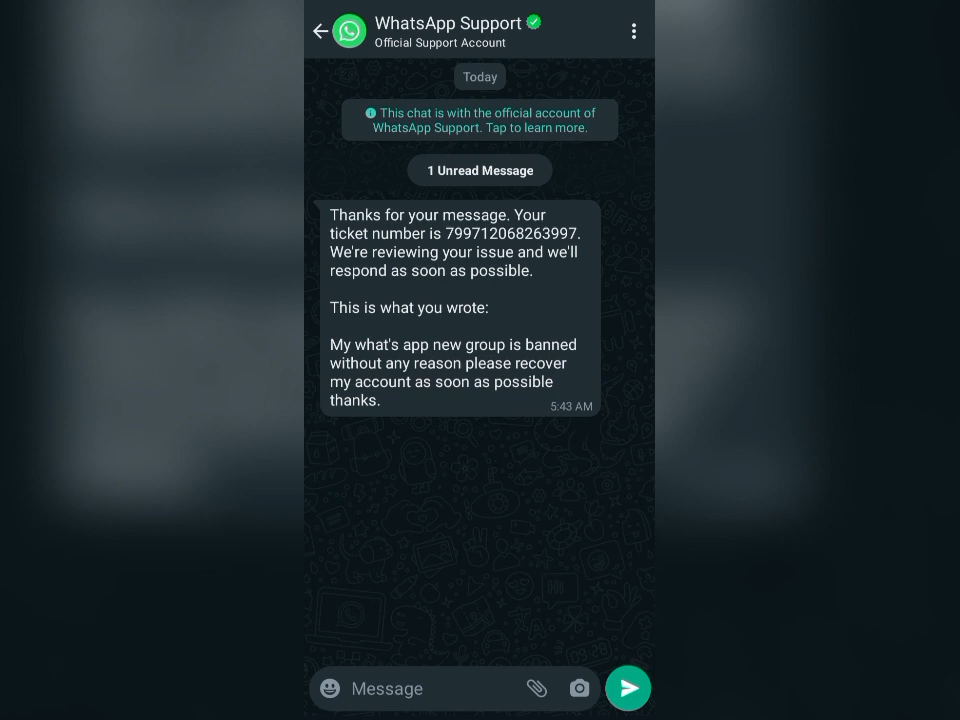 WhatsApp Support
Official Support Account
Today
This chat is with the official account of
WhatsApp Support. Tap to learn more.
1 Unread Message
Thanks for your message. Your
ticket number is 799712068263997.
We're reviewing your issue and we'll
respond as soon as possible.
This is what you wrote:
My what's app new group is banned
without any reason please recover
my account as soon as possible
thanks.
5:43 AM
Message